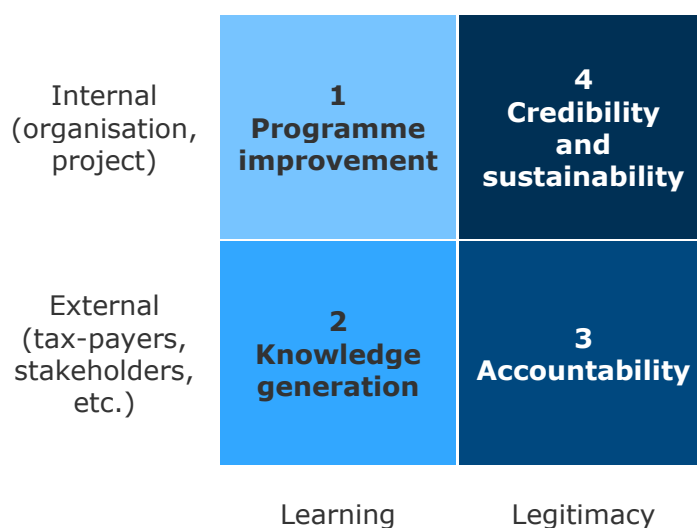 Internal
(organisation,
project)
1
Programme
improvement
4
Credibility
and
sustainability
External
(tax-payers,
stakeholders,
etc.)
2
Knowledge
generation
3
Accountability
Learning
Legitimacy